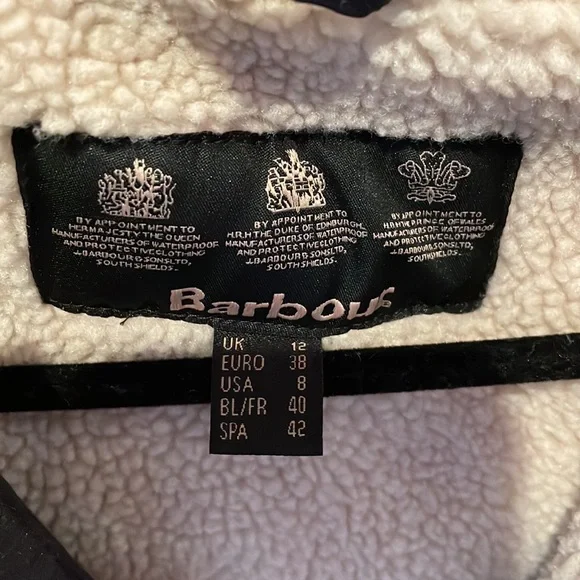 BY APPOINTMENT TO
HER MAJESTY THE QUEEN
MANUFACTURERS OF WATERPROOF
AND PROTECTIVE CLOTHING
J.BARBOUR & SONS LTD,
SOUTH SHIELDS.
BY APPOINTMENT TO
H.R.H THE DUKE OF EDINBURGH
MANUFACTURERS OF WATERPROOF
AND PROTECTIVE CLOTHING
J.BARBOUR & SONS LTD,
SOUTH SHIELDS.
BY APPOINTMENT TO
H.R.H THE PRINCE OF WALES
MANUFACTURERS OF WATERPROOF
AND PROTECTIVE CLOTHING
J.BARBOUR & SONS LTD,
SOUTH SHIELDS.
Barbour
UK 12
EURO 38
USA 8
BL/FR 40
SPA 42